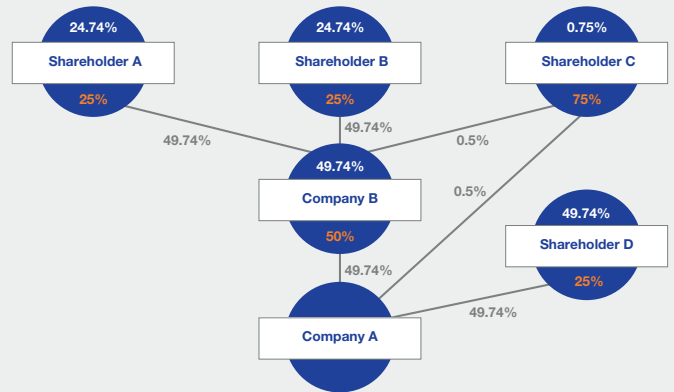 24.74%
Shareholder A
25%
24.74%
Shareholder B
25%
0.75%
Shareholder C
75%
49.74%
49.74%
0.5%
49.74%
Company B
50%
0.5%
49.74%
Shareholder D
25%
49.74%
49.74%
Company A